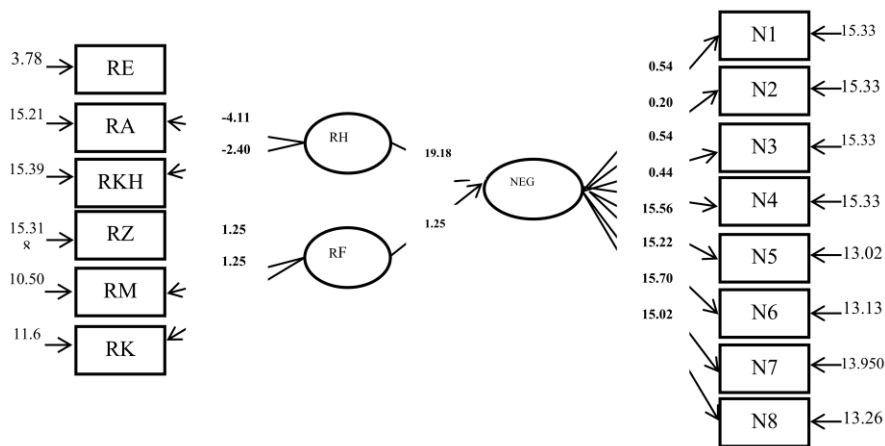 3.78
RE
15.21
RA
15.39
RKH
15.31
8
RZ
10.50
RM
11.6
RK
-4.11
-2.40
1.25
1.25
RH
RF
19.18
1.25
NEG
0.54
0.20
0.54
0.44
15.56
15.22
15.70
15.02
N1
15.33
N2
15.33
N3
15.33
N4
15.33
N5
13.02
N6
13.13
N7
13.950
N8
13.26